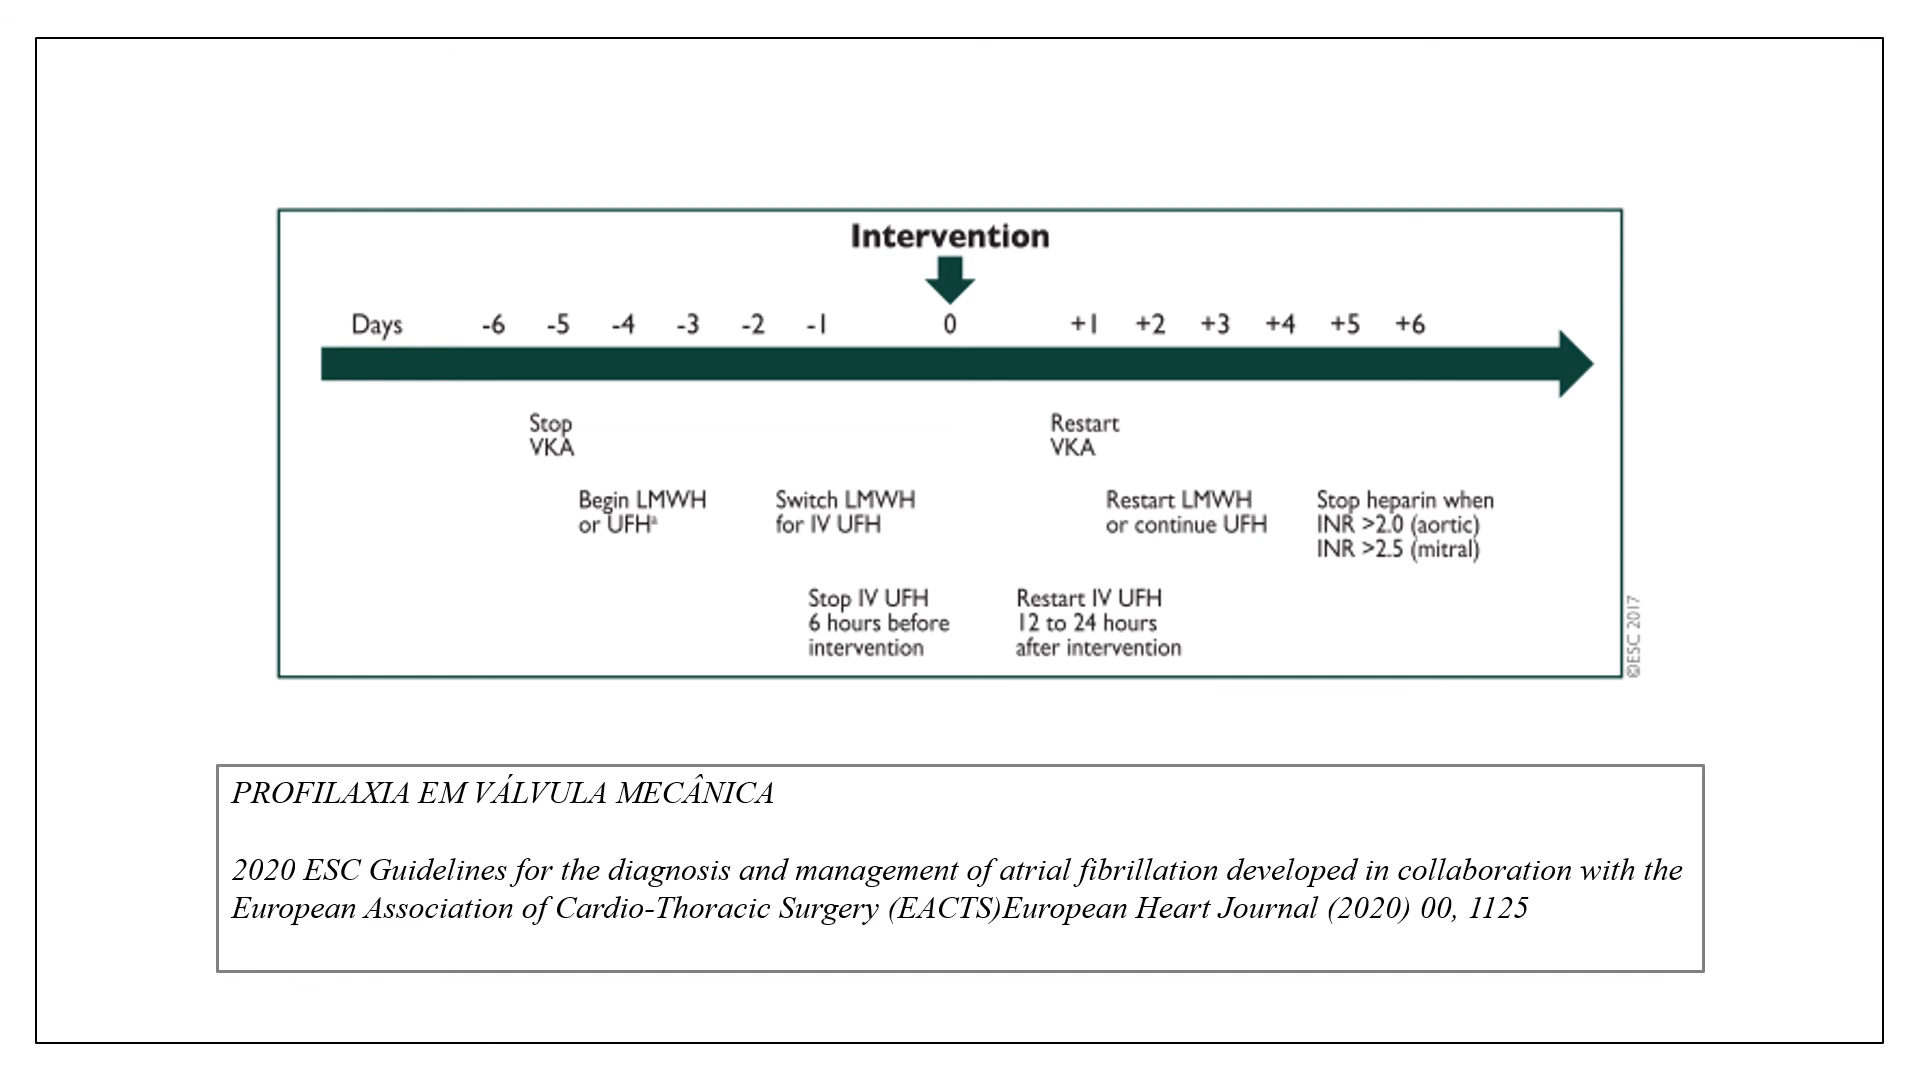 Intervention
Days -6 -5 -4 -3 -2 -1 0 +1 +2 +3 +4 +5 +6
Stop
VKA
Restart
VKA
Begin LMWH
or UFHª
Switch LMWH
for IV UFH
Restart LMWH
or continue UFH
Stop heparin when
INR >2.0 (aortic)
INR >2.5 (mitral)
Stop IV UFH
6 hours before
intervention
Restart IV UFH
12 to 24 hours
after intervention
©ESC 2017
PROFILAXIA EM VÁLVULA MECÂNICA
2020 ESC Guidelines for the diagnosis and management of atrial fibrillation developed in collaboration with the
European Association of Cardio-Thoracic Surgery (EACTS)European Heart Journal (2020) 00, 1125